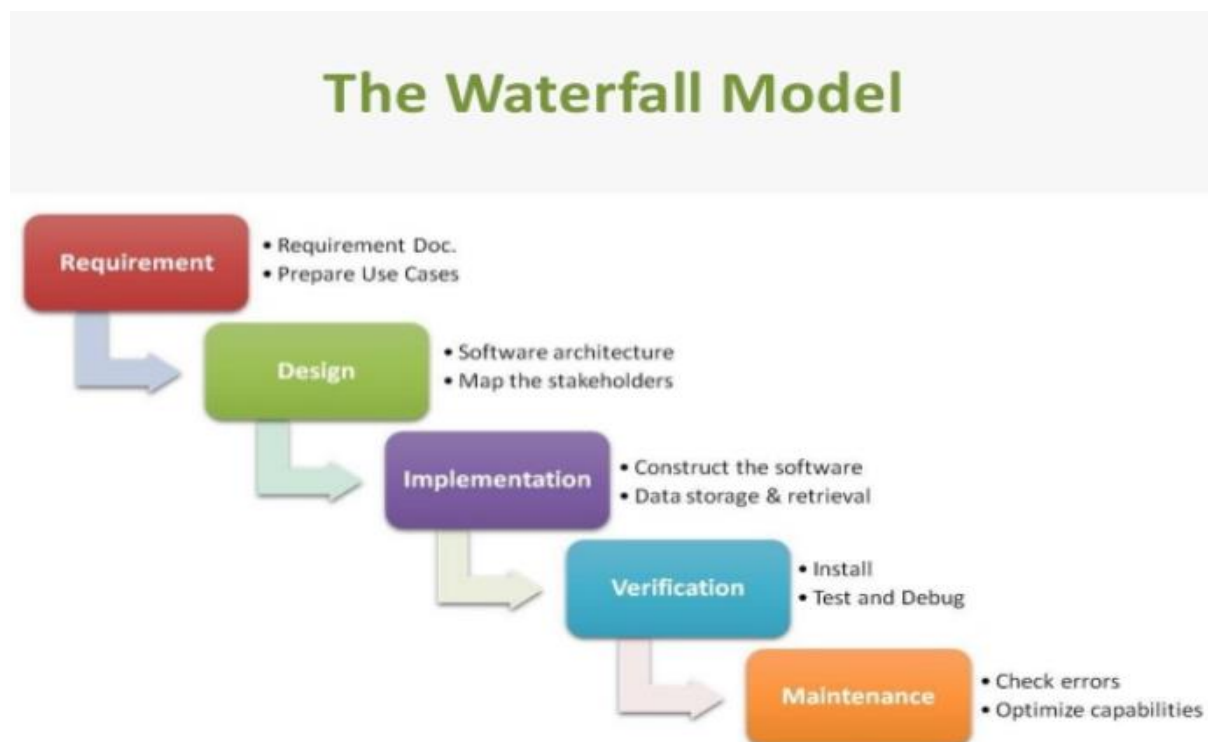 The Waterfall Model
Requirement
• Requirement Doc.
• Prepare Use Cases
Design
• Software architecture
• Map the stakeholders
Implementation
• Construct the software
• Data storage & retrieval
Verification
• Install
• Test and Debug
Maintenance
• Check errors
• Optimize capabilities